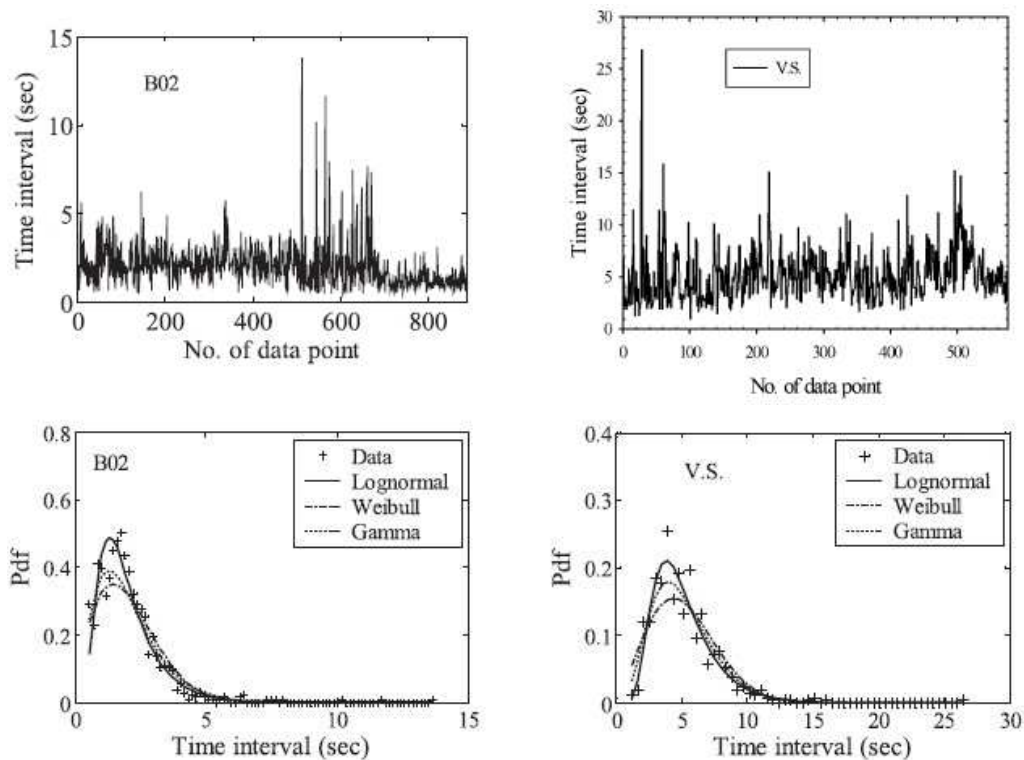 15
10
5
0
Time interval (sec)
B02
0 200 400 600 800
No. of data point
30
25
20
15
10
5
0
Time interval (sec)
V.S.
0 100 200 300 400 500
No. of data point
0.8
0.6
0.4
0.2
0
Pdf
B02
Data
Lognormal
Weibull
Gamma
0 5 10 15
Time interval (sec)
0.4
0.3
0.2
0.1
0
Pdf
V.S.
Data
Lognormal
Weibull
Gamma
0 5 10 15 20 25 30
Time interval (sec)